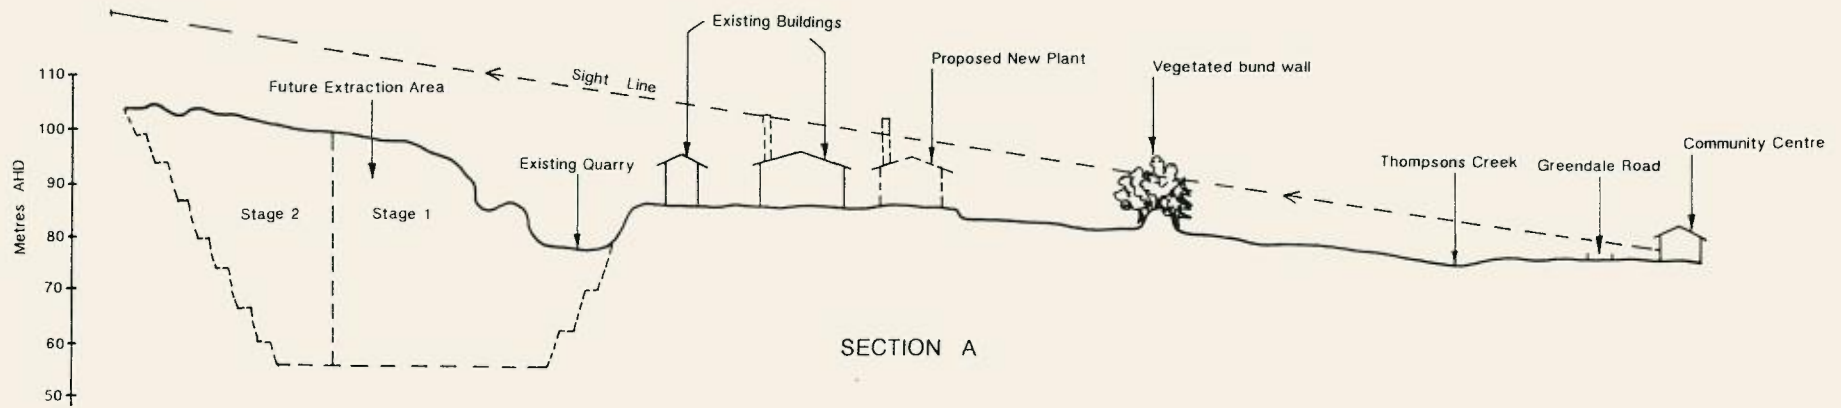 Existing Buildings
Proposed New Plant
Vegetated bund wall
Sight Line
110
Future Extraction Area
100
Community Centre
Existing Quarry
Thompsons Creek
Greendale Road
Metres AHD
90
Stage 2
Stage 1
80
70
60
SECTION A
50